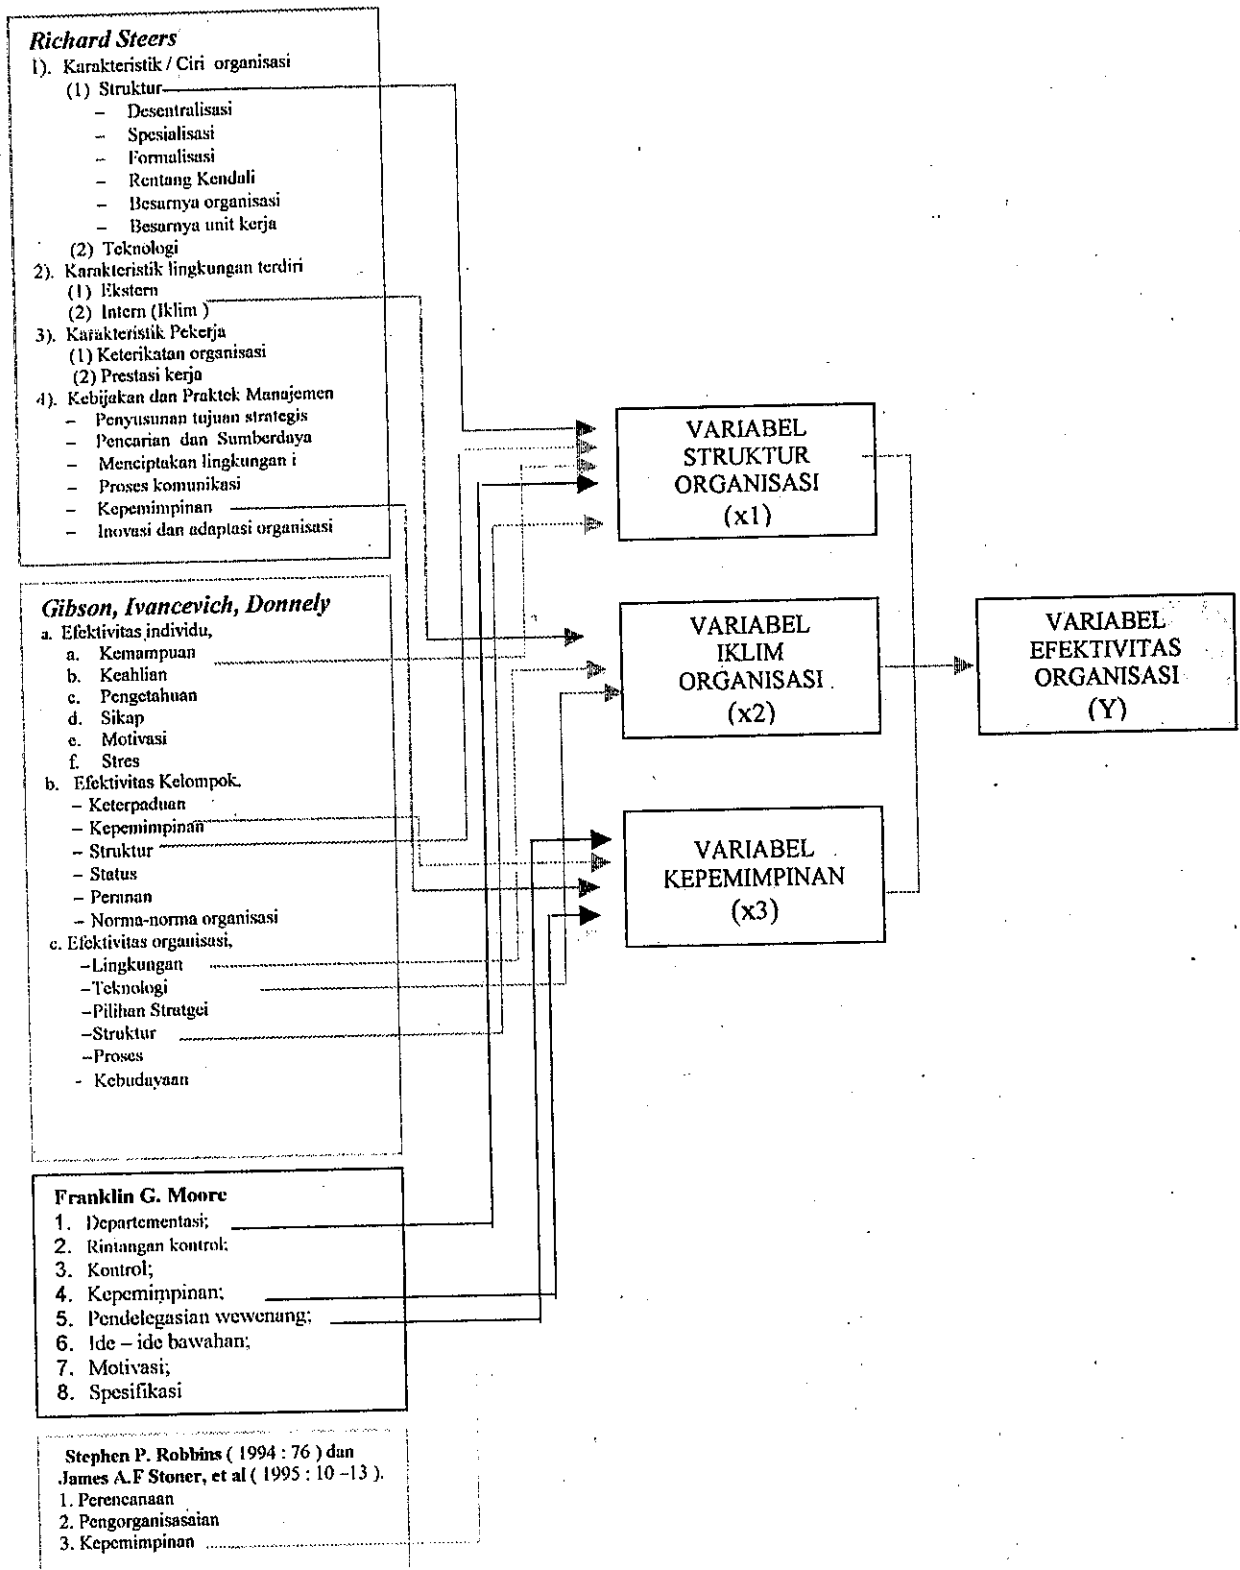 Richard Steers
1). Karakteristik / Ciri organisasi
(1) Struktur
– Desentralisasi
– Spesialisasi
– Formalisasi
– Rentang Kendali
– Besarnya organisasi
– Besarnya unit kerja
(2) Teknologi
2). Karakteristik lingkungan terdiri
(1) Ekstern
(2) Intern (Iklim )
3). Karakteristik Pekerja
(1) Keterikatan organisasi
(2) Prestasi kerja
4). Kebijakan dan Praktek Manajemen
– Penyusunan tujuan strategis
– Pencarian dan Sumberdaya
– Menciptakan lingkungan i
– Proses komunikasi
– Kepemimpinan
– Inovasi dan adaptasi organisasi
Gibson, Ivancevich, Donnely
a. Efektivitas individu,
a. Kemampuan
b. Keahlian
c. Pengetahuan
d. Sikap
e. Motivasi
f. Stres
b. Efektivitas Kelompok.
– Keterpaduan
– Kepemimpinan
– Struktur
– Status
– Peranan
– Norma-norma organisasi
c. Efektivitas organisasi,
–Lingkungan
–Teknologi
–Pilihan Stratgei
–Struktur
–Proses
- Kebudayaan
Franklin G. Moore
1. Departementasi;
2. Rintangan kontrol;
3. Kontrol;
4. Kepemimpinan;
5. Pendelegasian wewenang;
6. Ide – ide bawahan;
7. Motivasi;
8. Spesifikasi
Stephen P. Robbins ( 1994 : 76 ) dan
James A.F Stoner, et al ( 1995 : 10 –13 ).
1. Perencanaan
2. Pengorganisasaian
3. Kepemimpinan
VARIABEL
STRUKTUR
ORGANISASI
(x1)
VARIABEL
IKLIM
ORGANISASI
(x2)
VARIABEL
KEPEMIMPINAN
(x3)
VARIABEL
EFEKTIVITAS
ORGANISASI
(Y)